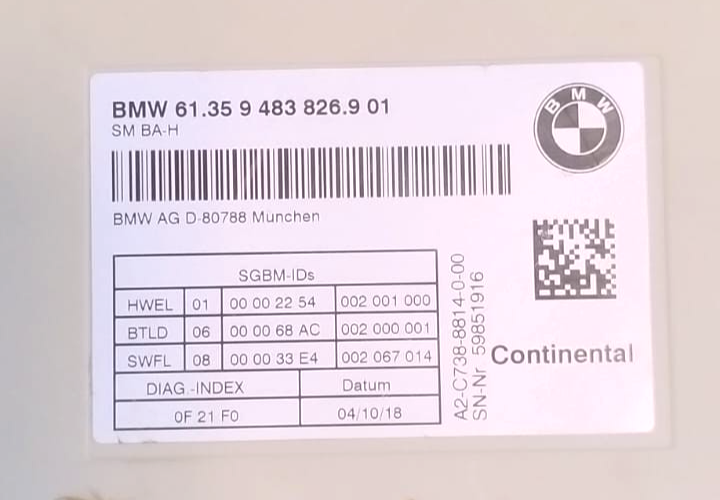 BMW 61.35 9 483 826.9 01
SM BA-H
BMW
BMW AG D-80788 Munchen
SGBM-IDs
HWEL 01 00 00 22 54 002 001 000
BTLD 06 00 00 68 AC 002 000 001
SWFL 08 00 00 33 E4 002 067 014
DIAG.-INDEX Datum
0F 21 F0 04/10/18
A2-C738-8814-0-00
SN-Nr 59851916
Continental